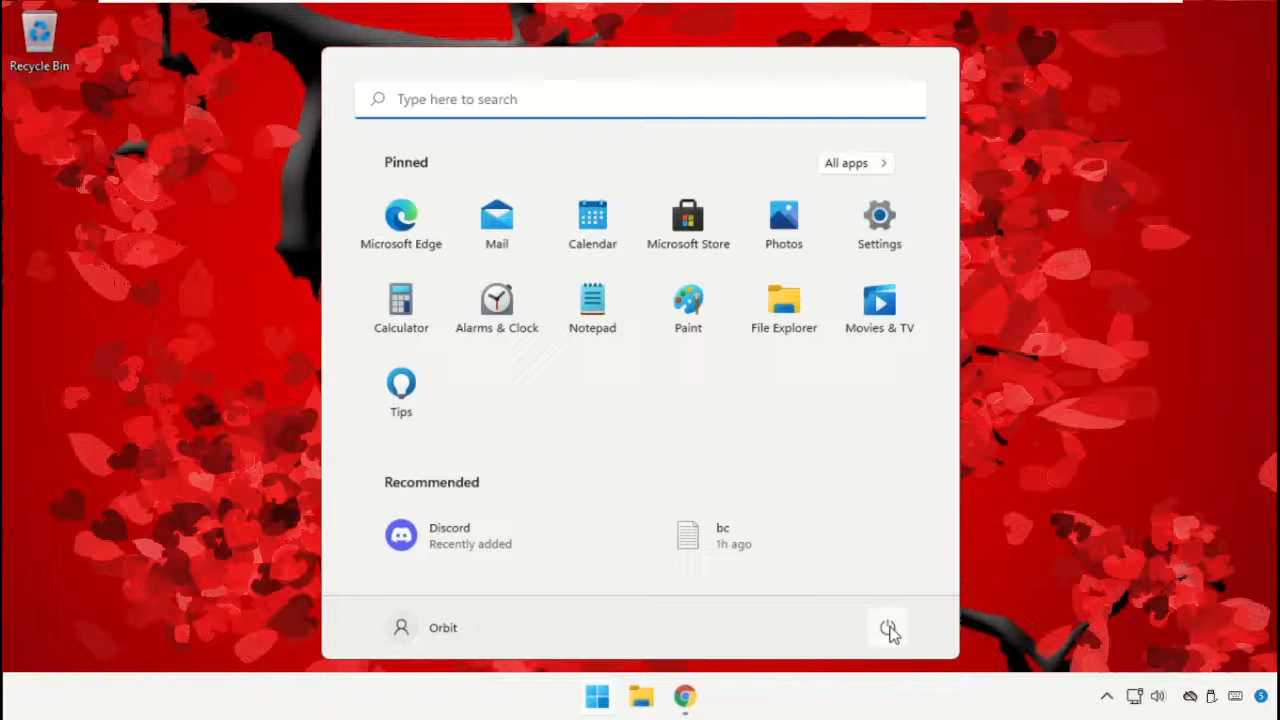 Recycle Bin
Type here to search
Pinned
All apps
Microsoft Edge
Mail
Calendar
Microsoft Store
Photos
Settings
Calculator
Alarms & Clock
Notepad
Paint
File Explorer
Movies & TV
Tips
Recommended
Discord
Recently added
bc
1h ago
Orbit
5